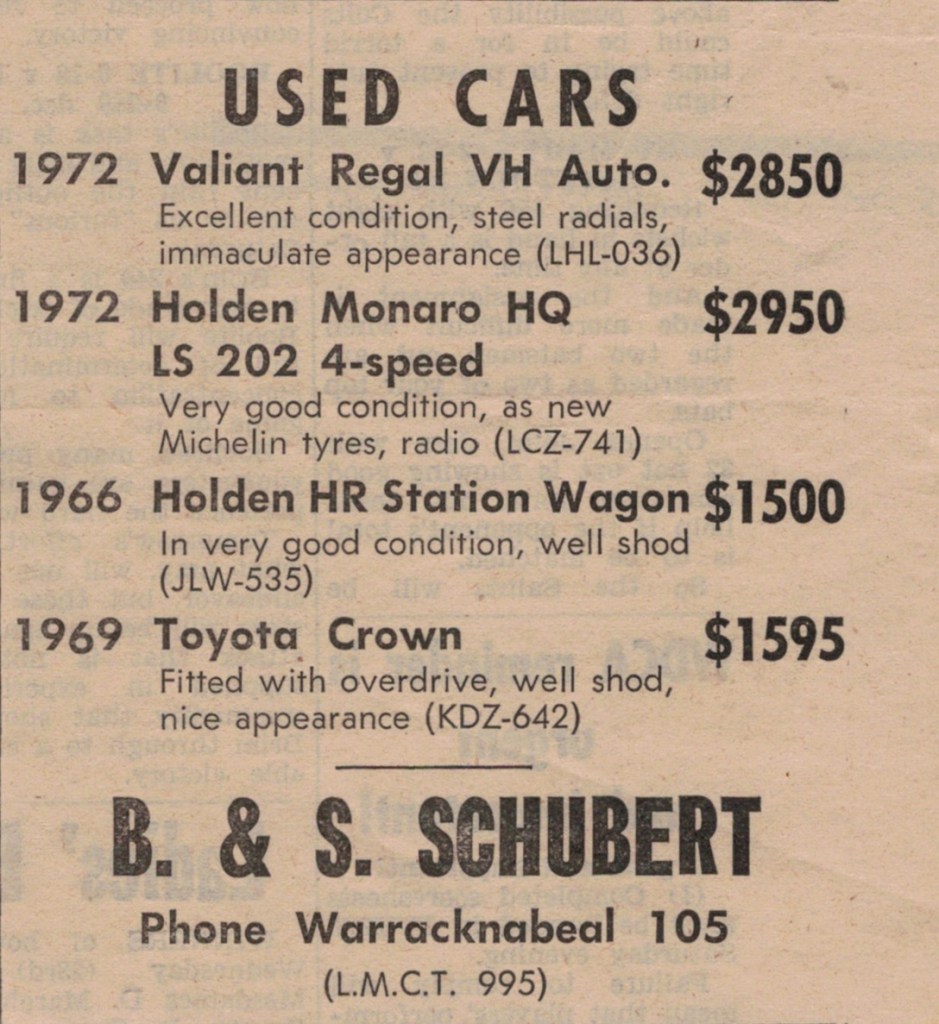 USED CARS
1972 Valiant Regal VH Auto. $2850
Excellent condition, steel radials,
immaculate appearance (LHL-036)
1972 Holden Monaro HQ $2950
LS 202 4-speed
Very good condition, as new
Michelin tyres, radio (LCZ-741)
1966 Holden HR Station Wagon $1500
In very good condition, well shod
(JLW-535)
1969 Toyota Crown $1595
Fitted with overdrive, well shod,
nice appearance (KDZ-642)
B. & S. SCHUBERT
Phone Warracknabeal 105
(L.M.C.T. 995)